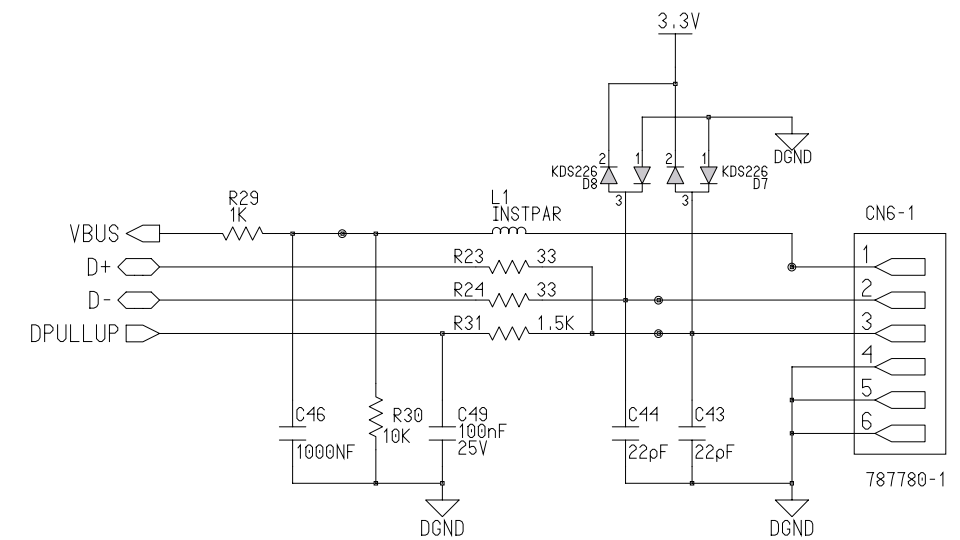 3.3V
DGND
2
1
2
1
KDS226
D8
KDS226
D7
3
3
R29
1K
L1
INSTPAR
CN6-1
VBUS
1
D+
R23
33
D-
R24
33
2
DPULLUP
R31
1.5K
3
4
5
6
C46
1000NF
R30
10K
C49
100nF
25V
C44
22pF
C43
22pF
787780-1
DGND
DGND